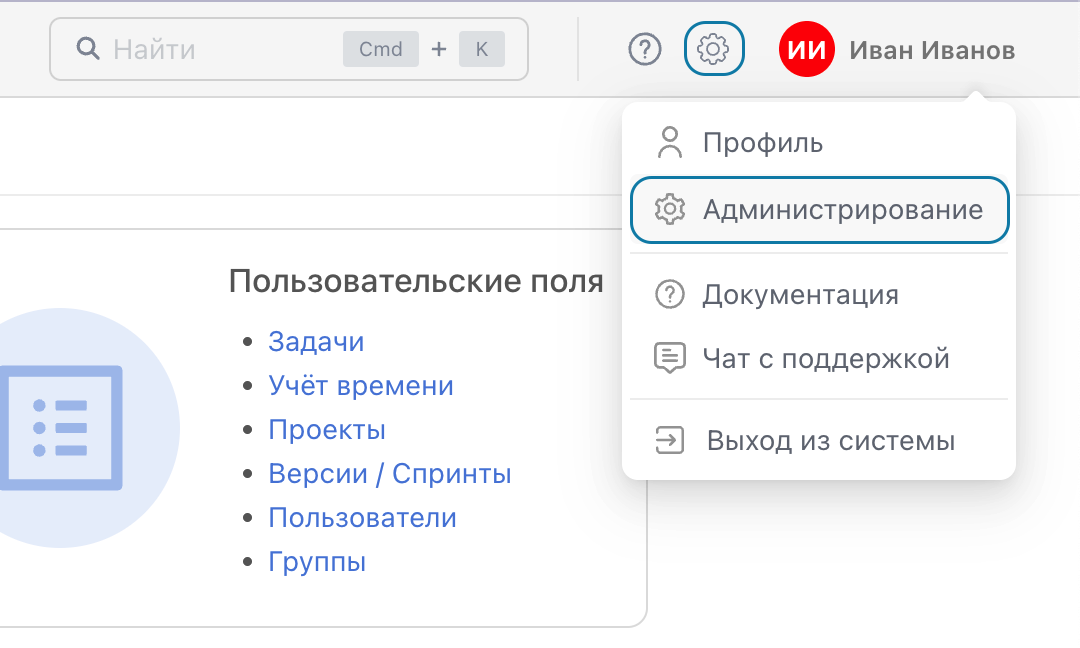 Найти Cmd + K ? ИИ Иван Иванов
Профиль
Администрирование
? Документация
Чат с поддержкой
Выход из системы
Пользовательские поля
• Задачи
• Учёт времени
• Проекты
• Версии / Спринты
• Пользователи
• Группы